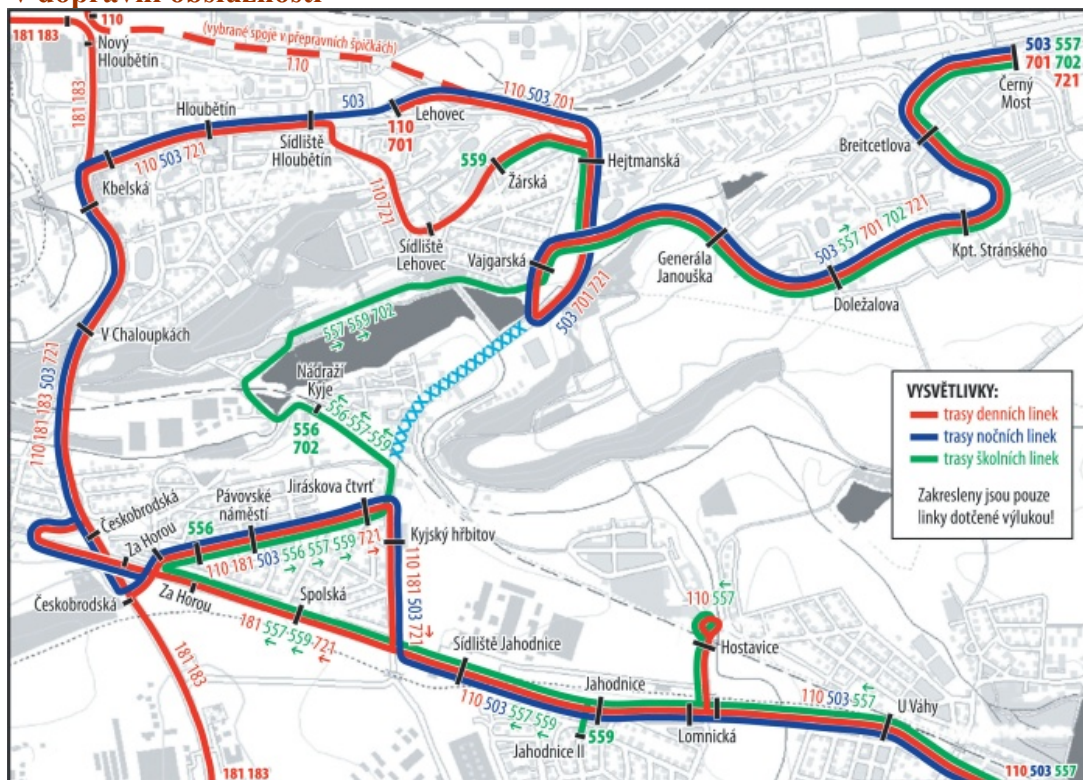 v dopravní obslužnosti
181 183
110
Nový
Hloubětín
(vybrané spoje v přepravních špičkách)
110
181 183
Hloubětín
503
Lehovec
110 503 701
503 557
701 702
721
Černý
Most
Sídliště
Hloubětín
110
701
Breitcetlova
110 503 721
Kbelská
559
Žárská
Hejtmanská
110 721
Sídliště
Lehovec
Vajgarská
Generála
Janouška
503 557 701 702 721
→
Kpt. Stránského
Doležalova
503 701 721
V Chaloupkách
557 559 702
→ →
Nádraží
Kyje
← ← ←
556 557 559
556
702
110 181 183 503 721
VYSVĚTLIVKY:
trasy denních linek
trasy nočních linek
trasy školních linek
Zakresleny jsou pouze
linky dotčené výlukou!
Českobrodská
Za Horou
556
Pávovské
náměstí
Jiráskova čtvrť
Kyjský hřbitov
110 181 503 556 557 559 721
→ → → →
110 181 503 721
→
Českobrodská
Za Horou
Spolská
181 557 559 721
← ← ←
181 183
Sídliště Jahodnice
110 557
←
Hostavice
Jahodnice
110 503 557
←
U Váhy
110 503 557 559
← ←
Jahodnice II
559
Lomnická
181 183
110 503 557